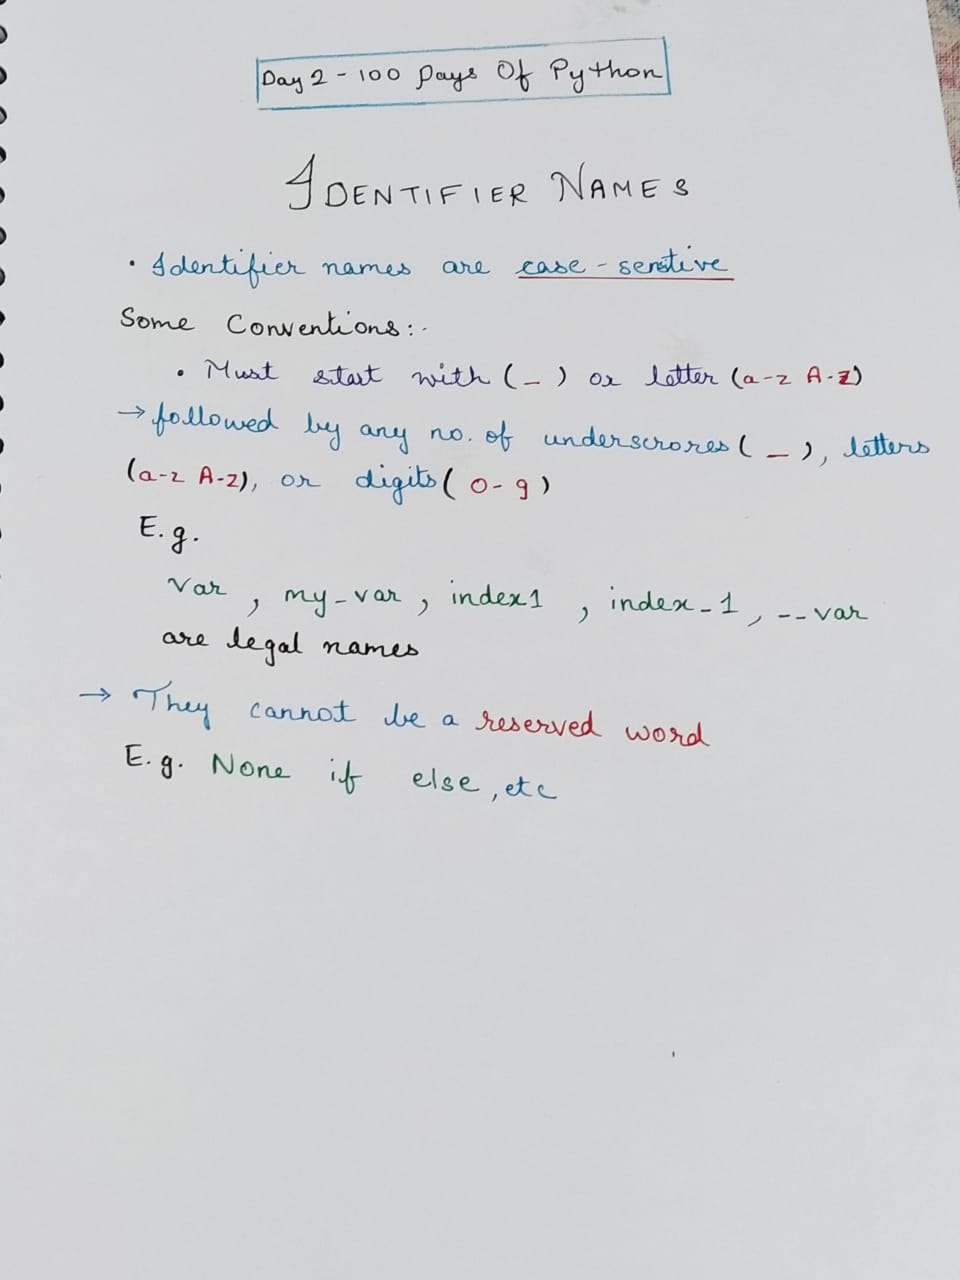 Day 2 - 100 Days Of Python
IDENTIFIER NAMES
• Identifier names are case-senstive
Some Conventions:-
• Must start with (_) or letter (a-z A-Z)
→ followed by any no. of underscrores (_), letters
(a-z A-Z), or digits (0-9)
E.g.
var, my_var, index1, index_1, __var
are legal names
→ They cannot be a reserved word
E.g. None if else, etc